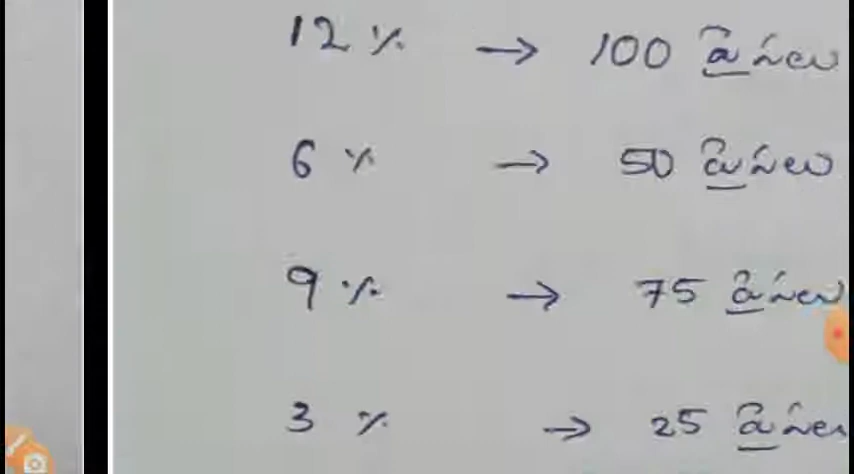 12 % → 100 పైసలు
6 % → 50 పైసలు
9 % → 75 పైసలు
3 % → 25 పైసలు